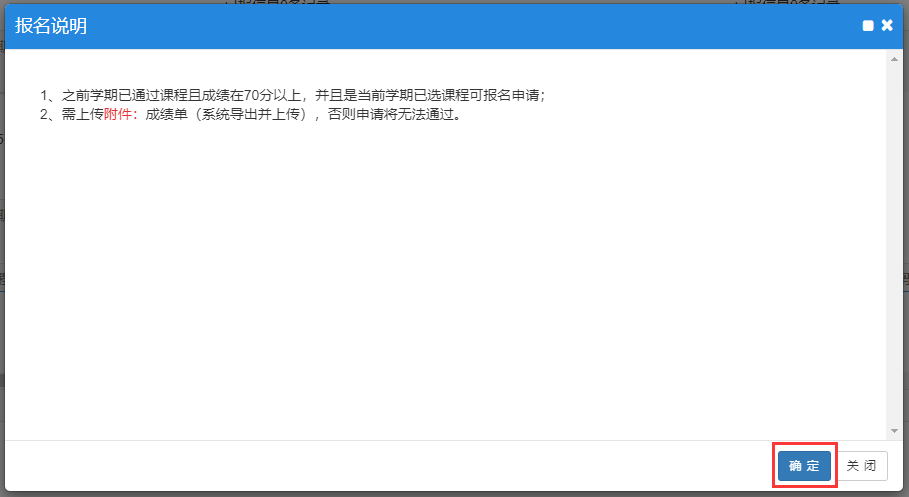 报名说明
1、之前学期已通过课程且成绩在70分以上，并且是当前学期已选课程可报名申请；
2、需上传附件：成绩单（系统导出并上传），否则申请将无法通过。
确 定
关 闭